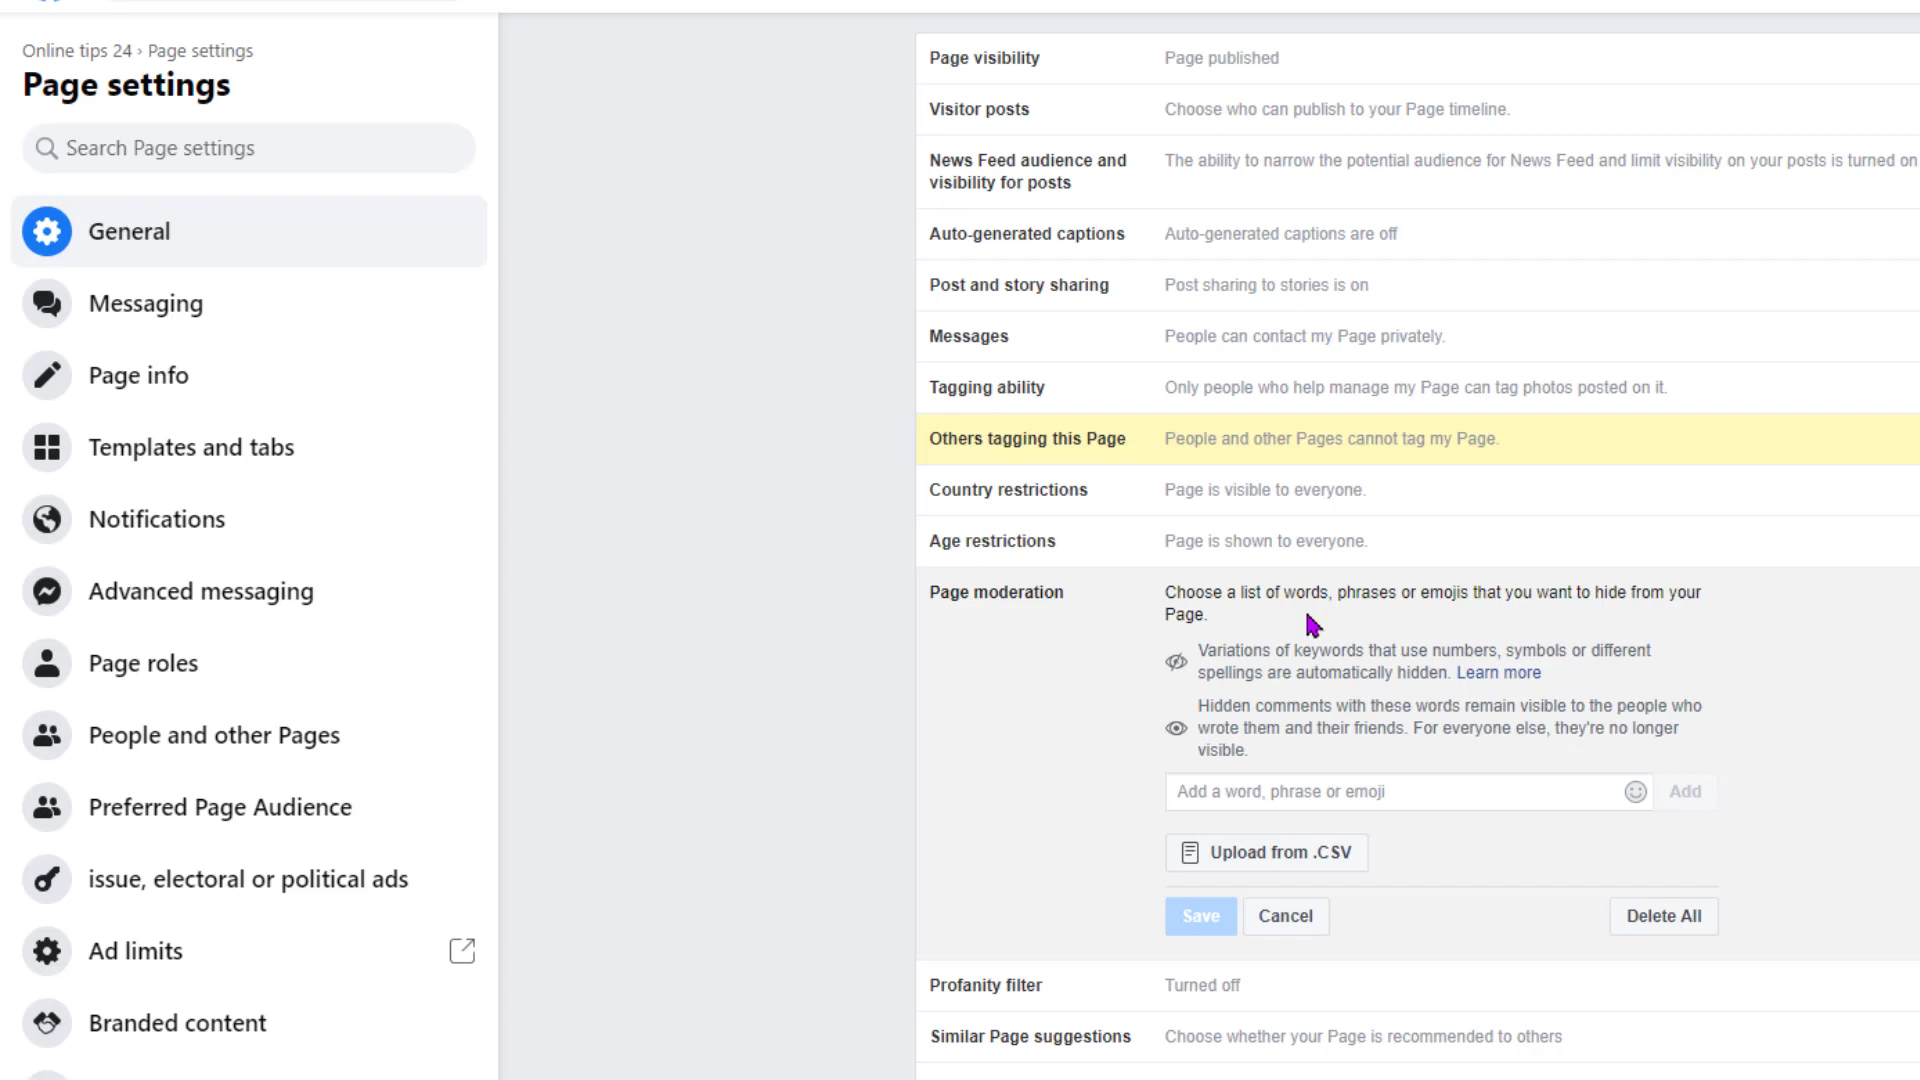 Online tips 24 › Page settings
Page settings
Search Page settings
General
Messaging
Page info
Templates and tabs
Notifications
Advanced messaging
Page roles
People and other Pages
Preferred Page Audience
issue, electoral or political ads
Ad limits
Branded content
Page visibility Page published
Visitor posts Choose who can publish to your Page timeline.
News Feed audience and The ability to narrow the potential audience for News Feed and limit visibility on your posts is turned on
visibility for posts
Auto-generated captions Auto-generated captions are off
Post and story sharing Post sharing to stories is on
Messages People can contact my Page privately.
Tagging ability Only people who help manage my Page can tag photos posted on it.
Others tagging this Page People and other Pages cannot tag my Page.
Country restrictions Page is visible to everyone.
Age restrictions Page is shown to everyone.
Page moderation Choose a list of words, phrases or emojis that you want to hide from your
Page.
Variations of keywords that use numbers, symbols or different
spellings are automatically hidden. Learn more
Hidden comments with these words remain visible to the people who
wrote them and their friends. For everyone else, they're no longer
visible.
Add a word, phrase or emoji Add
Upload from .CSV
Save Cancel Delete All
Profanity filter Turned off
Similar Page suggestions Choose whether your Page is recommended to others